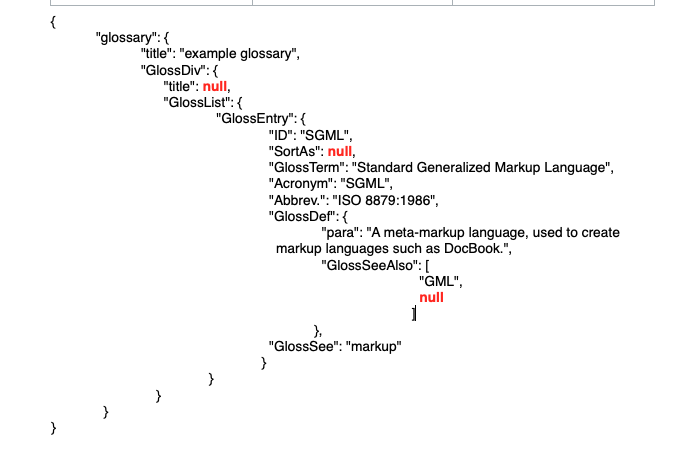 {
"glossary": {
"title": "example glossary",
"GlossDiv": {
"title": null,
"GlossList": {
"GlossEntry": {
"ID": "SGML",
"SortAs": null,
"GlossTerm": "Standard Generalized Markup Language",
"Acronym": "SGML",
"Abbrev.": "ISO 8879:1986",
"GlossDef": {
"para": "A meta-markup language, used to create
markup languages such as DocBook.",
"GlossSeeAlso": [
"GML",
null
]
},
"GlossSee": "markup"
}
}
}
}
}